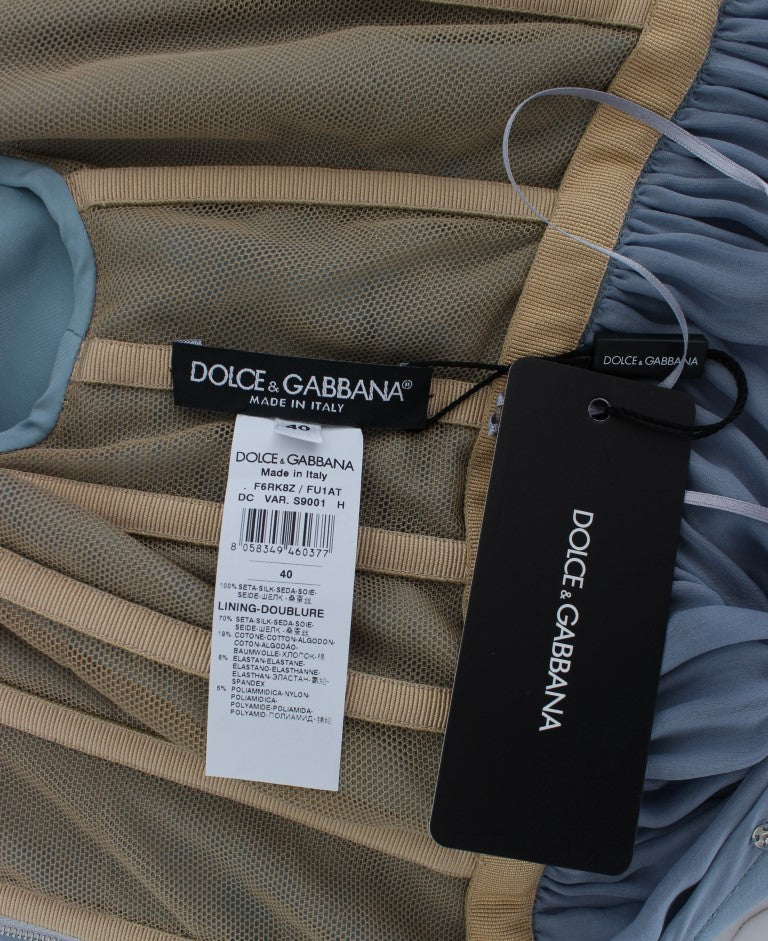 DOLCE & GABBANA®
MADE IN ITALY
40
DOLCE & GABBANA
Made in Italy
F6RK8Z / FU1AT
DC VAR. S9001 H
8 058349 460377
40
100% SETA-SILK-SEDA-SOIE-
SEIDE-ШЕЛК-桑蚕丝
LINING-DOUBLURE
70% SETA-SILK-SEDA-SOIE-
SEIDE-ШЕЛК-桑蚕丝
19% COTONE-COTTON-ALGODON-
COTON-ALGODÃO-
BAUMWOLLE-ХЛОПОК-棉
6% ELASTAN-ELASTANE-
ELASTANO-ELASTHANNE-
ELASTHAN-ЭЛАСТАН-氨纶-
SPANDEX
5% POLIAMMIDICA-NYLON-
POLIAMIDICA-
POLYAMIDE-POLIAMIDA-
POLYAMID-ПОЛИАМИД-锦纶
DOLCE & GABBANA
DOLCE & GABBANA